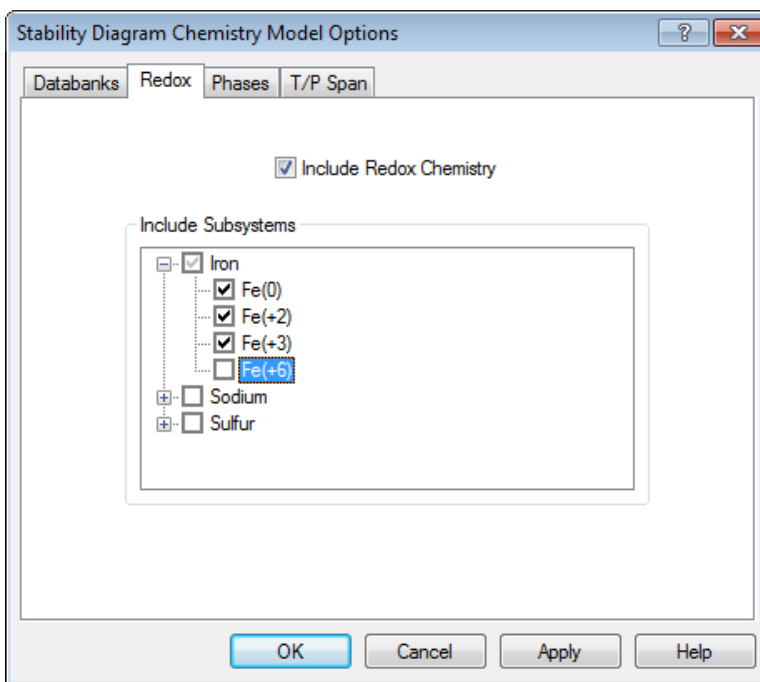 Stability Diagram Chemistry Model Options
Databanks Redox Phases T/P Span
Include Redox Chemistry
Include Subsystems
Iron
Fe(0)
Fe(+2)
Fe(+3)
Fe(+6)
Sodium
Sulfur
OK Cancel Apply Help